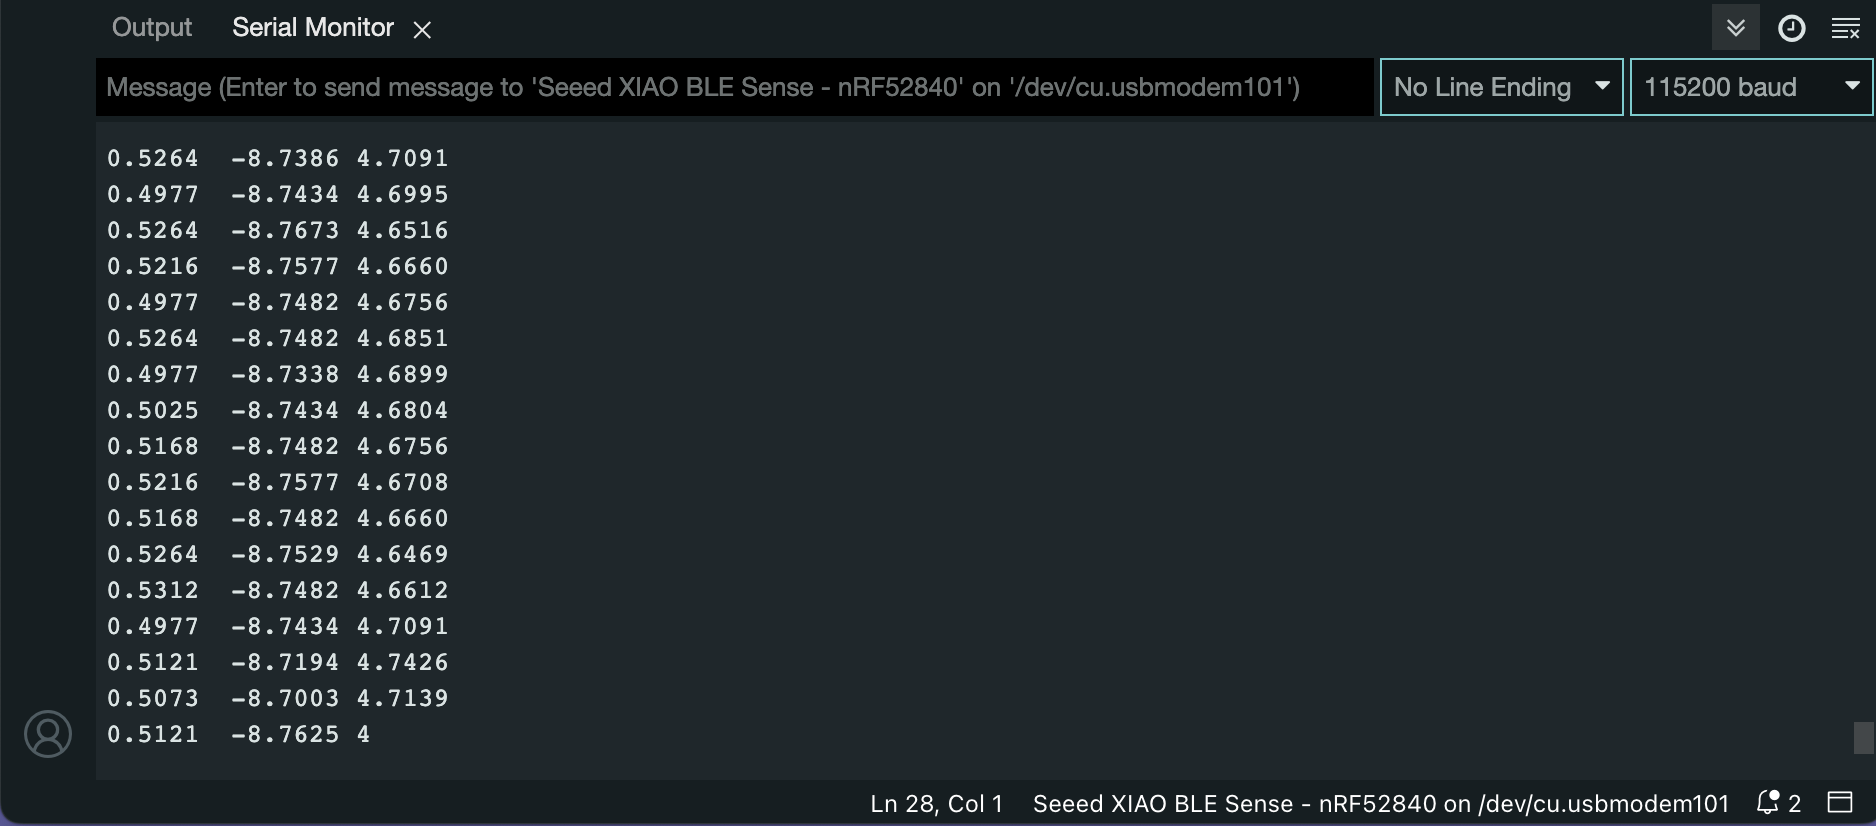 Output Serial Monitor
Message (Enter to send message to 'Seeed XIAO BLE Sense - nRF52840' on '/dev/cu.usbmodem101') No Line Ending 115200 baud
0.5264 -8.7386 4.7091
0.4977 -8.7434 4.6995
0.5264 -8.7673 4.6516
0.5216 -8.7577 4.6660
0.4977 -8.7482 4.6756
0.5264 -8.7482 4.6851
0.4977 -8.7338 4.6899
0.5025 -8.7434 4.6804
0.5168 -8.7482 4.6756
0.5216 -8.7577 4.6708
0.5168 -8.7482 4.6660
0.5264 -8.7529 4.6469
0.5312 -8.7482 4.6612
0.4977 -8.7434 4.7091
0.5121 -8.7194 4.7426
0.5073 -8.7003 4.7139
0.5121 -8.7625 4
Ln 28, Col 1 Seeed XIAO BLE Sense - nRF52840 on /dev/cu.usbmodem101 2